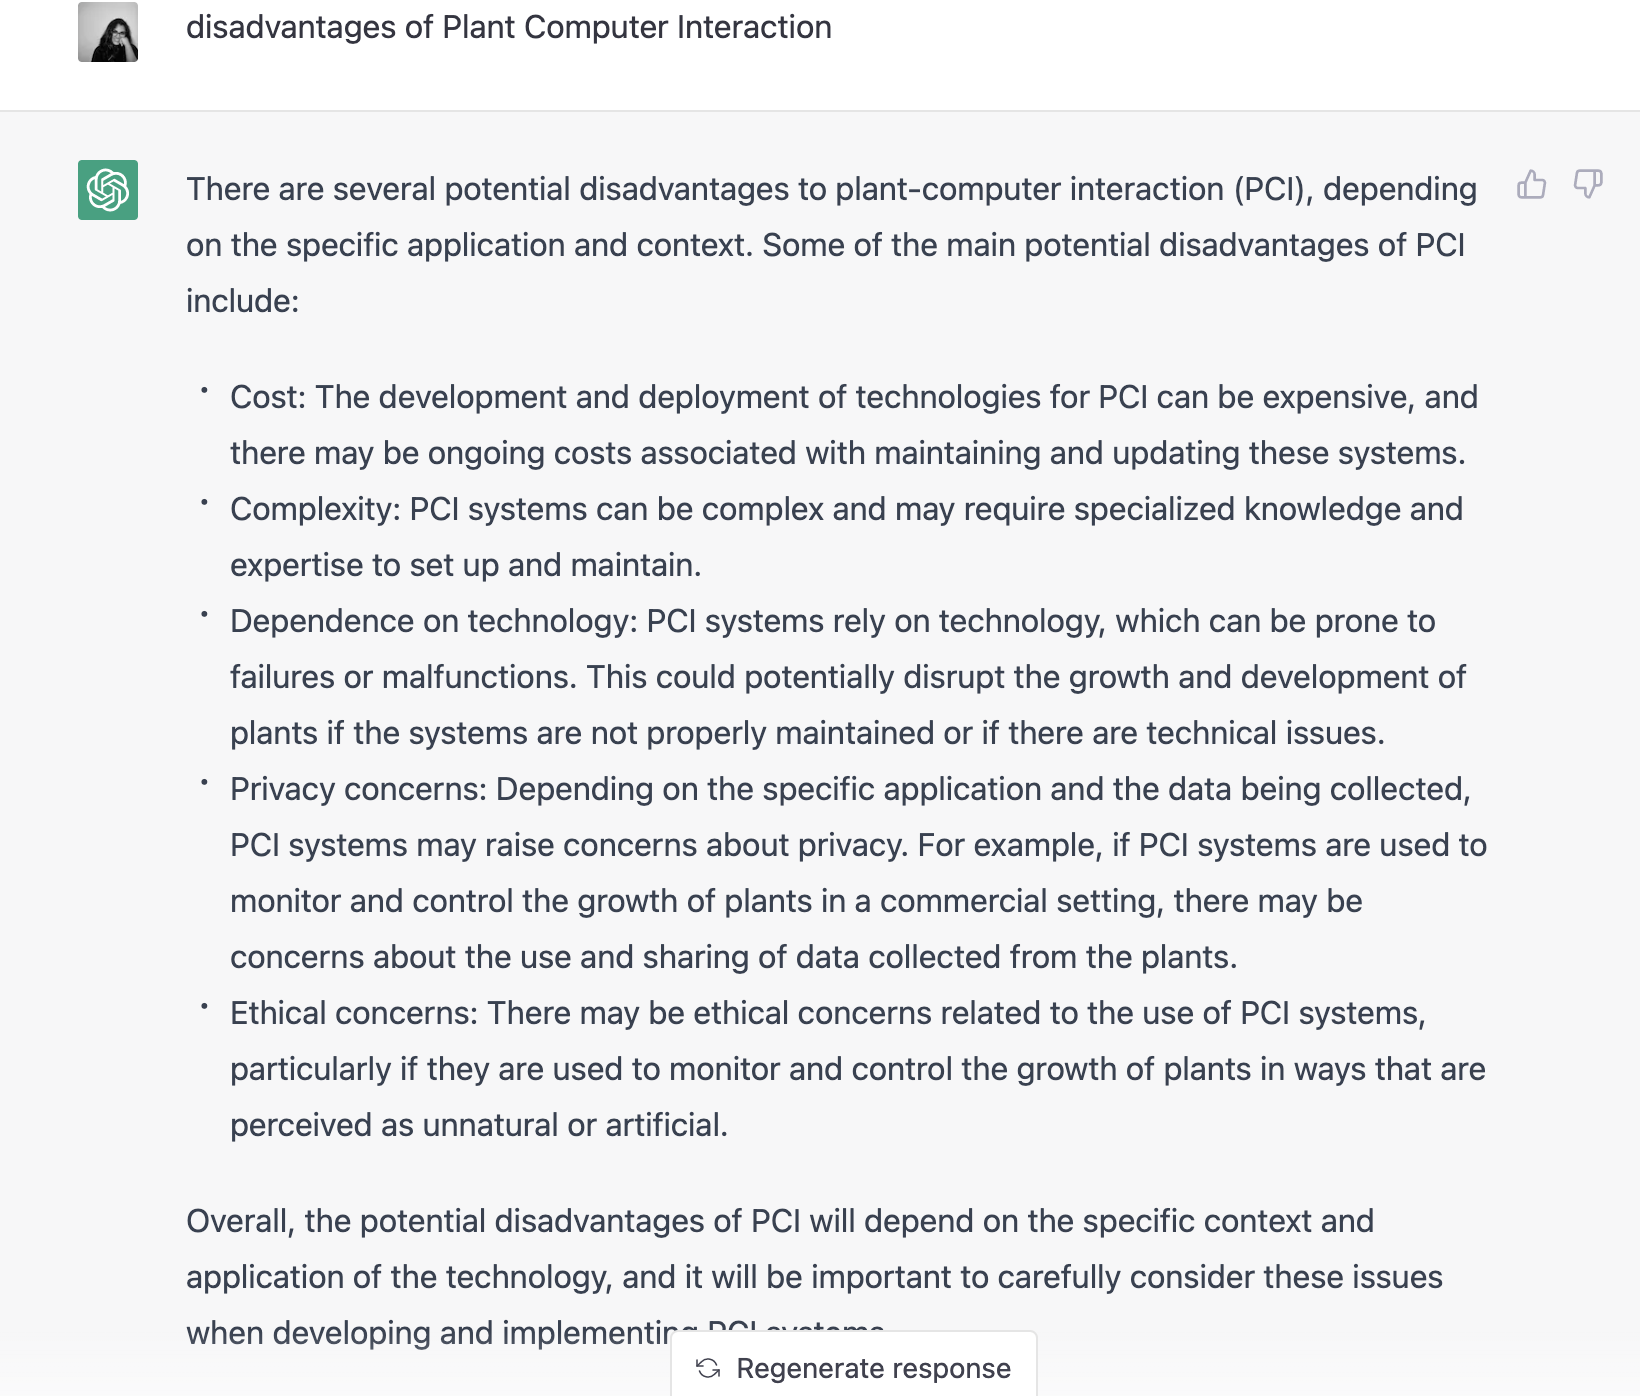 disadvantages of Plant Computer Interaction
There are several potential disadvantages to plant-computer interaction (PCI), depending
on the specific application and context. Some of the main potential disadvantages of PCI
include:
• Cost: The development and deployment of technologies for PCI can be expensive, and
there may be ongoing costs associated with maintaining and updating these systems.
• Complexity: PCI systems can be complex and may require specialized knowledge and
expertise to set up and maintain.
• Dependence on technology: PCI systems rely on technology, which can be prone to
failures or malfunctions. This could potentially disrupt the growth and development of
plants if the systems are not properly maintained or if there are technical issues.
• Privacy concerns: Depending on the specific application and the data being collected,
PCI systems may raise concerns about privacy. For example, if PCI systems are used to
monitor and control the growth of plants in a commercial setting, there may be
concerns about the use and sharing of data collected from the plants.
• Ethical concerns: There may be ethical concerns related to the use of PCI systems,
particularly if they are used to monitor and control the growth of plants in ways that are
perceived as unnatural or artificial.
Overall, the potential disadvantages of PCI will depend on the specific context and
application of the technology, and it will be important to carefully consider these issues
when developing and implementing PCI systems.
Regenerate response